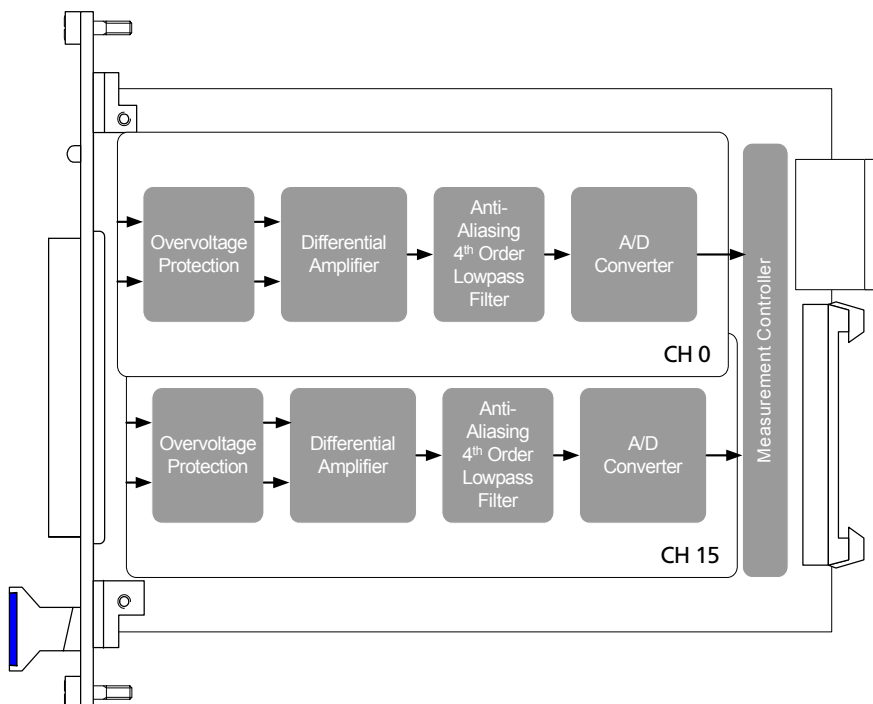 Overvoltage
Protection
Differential
Amplifier
Anti-
Aliasing
4th Order
Lowpass
Filter
A/D
Converter
CH 0
Overvoltage
Protection
Differential
Amplifier
Anti-
Aliasing
4th Order
Lowpass
Filter
A/D
Converter
CH 15
Measurement Controller